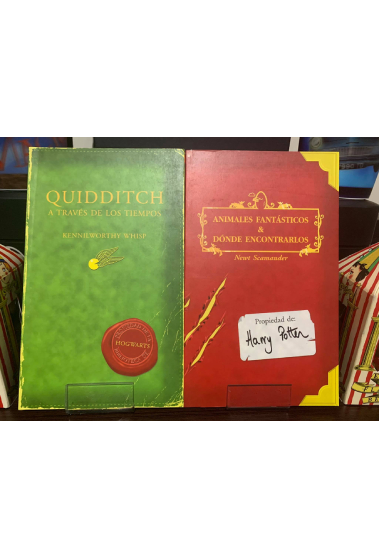 QUIDDITCH
A TRAVÉS DE LOS TIEMPOS
KENNILWORTHY WHISP
HOGWARTS
ANIMALES FANTÁSTICOS
&
DÓNDE ENCONTRARLOS
Newt Scamander
Propiedad de:
Harry Potter